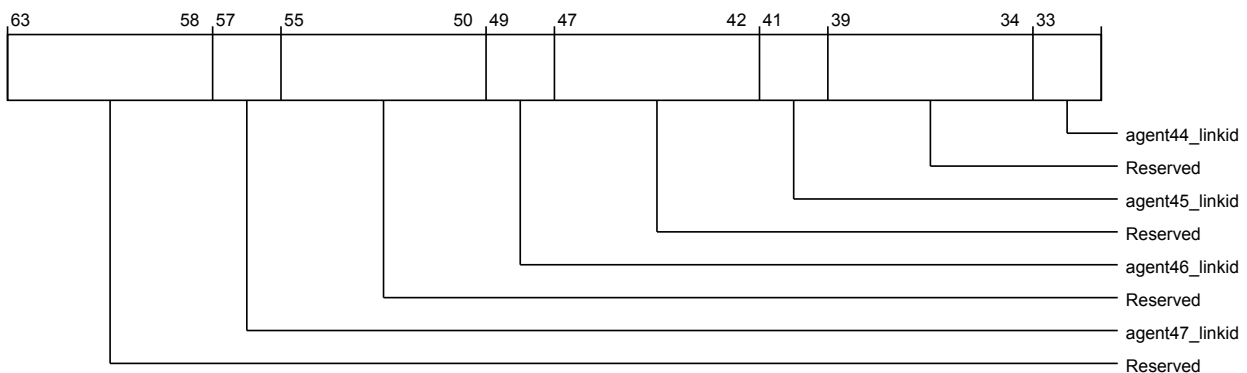 63 58 57 55 50 49 47 42 41 39 34 33
agent44_linkid
Reserved
agent45_linkid
Reserved
agent46_linkid
Reserved
agent47_linkid
Reserved